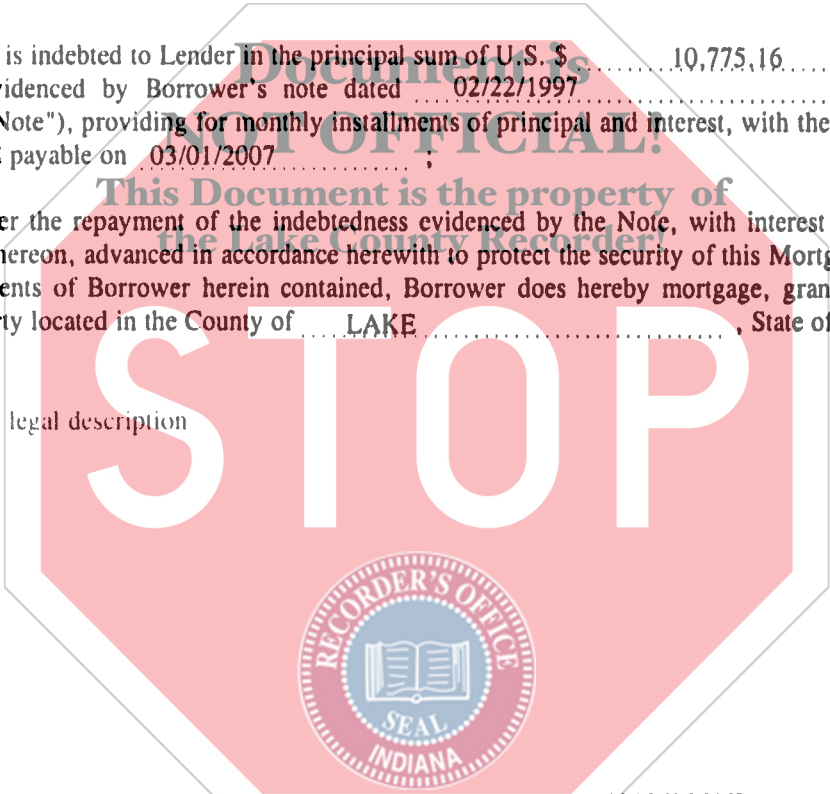 is indebted to Lender in the principal sum of U.S. $ 10,775.16
Document is
videnced by Borrower's note dated 02/22/1997
Note"), providing for monthly installments of principal and interest, with the
NOT OFFICIAL!
payable on 03/01/2007 ;
This Document is the property of
er the repayment of the indebtedness evidenced by the Note, with interest
the Lake County Recorder!
hereon, advanced in accordance herewith to protect the security of this Mortg
ents of Borrower herein contained, Borrower does hereby mortgage, gran
ty located in the County of LAKE , State of
legal description
STOP
RECORDER'S OFFICE
SEAL
INDIANA